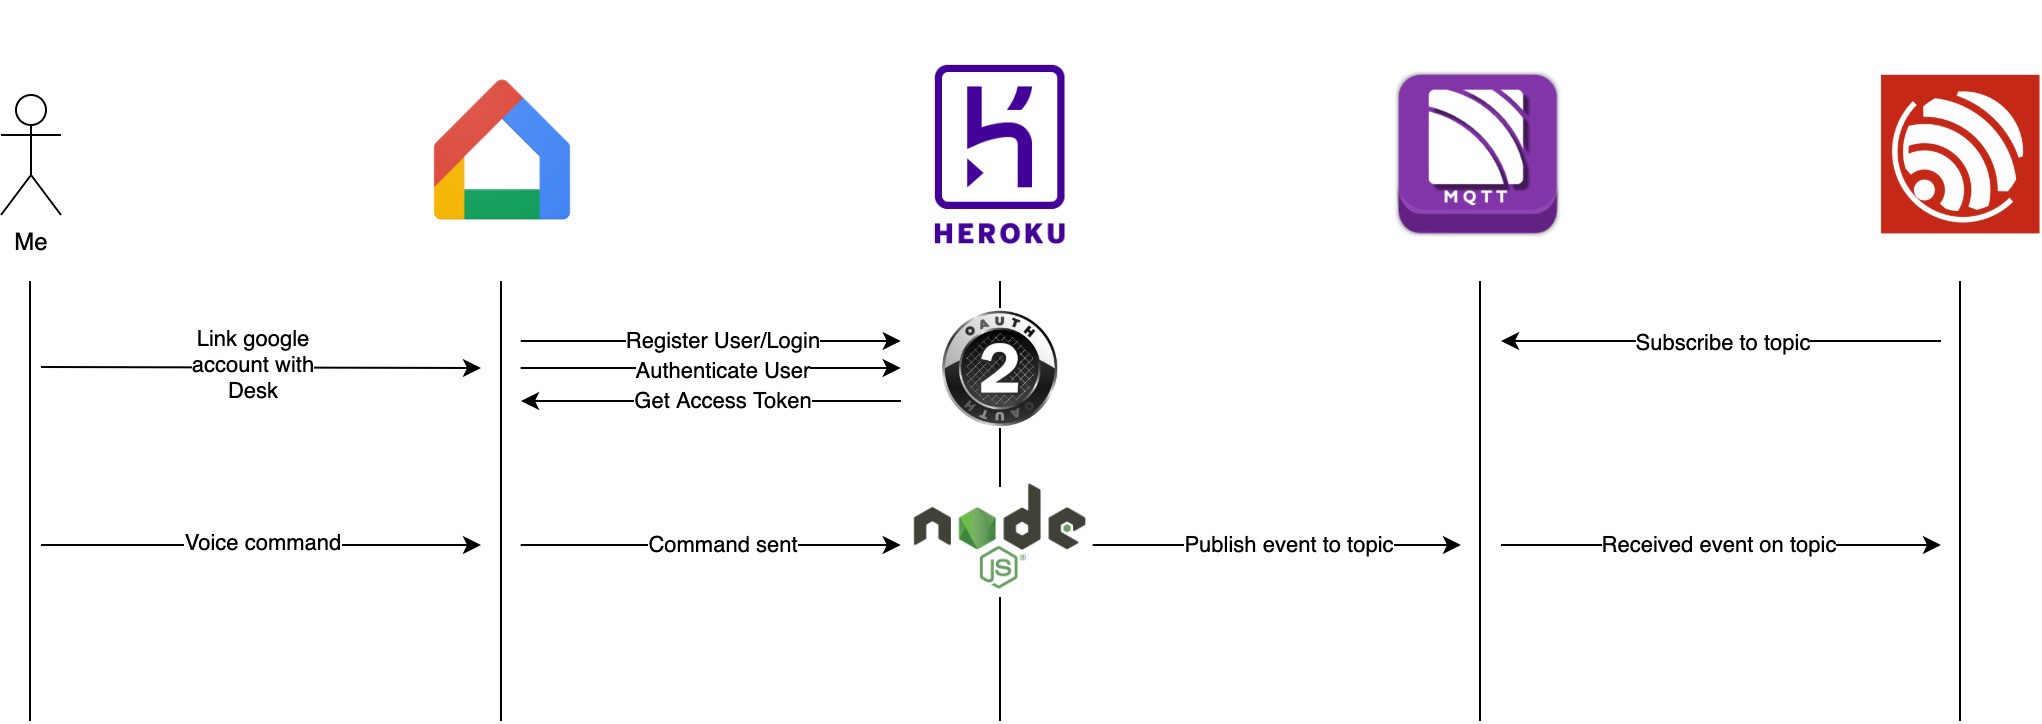 HEROKU
MQTT
Me
OAUTH
2
OAUTH
Link google
account with
Desk
Register User/Login
Authenticate User
Get Access Token
Subscribe to topic
node
JS
®
Voice command
Command sent
Publish event to topic
Received event on topic